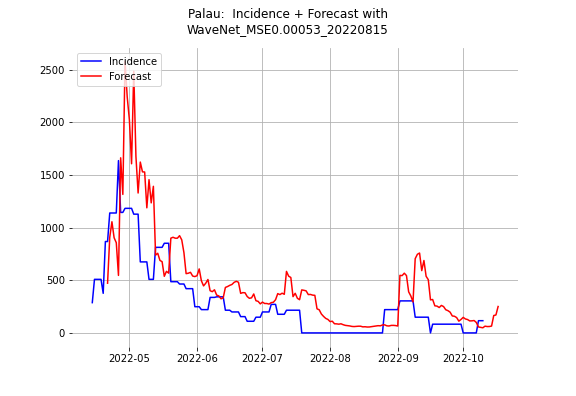 Palau:  Incidence + Forecast with
WaveNet_MSE0.00053_20220815
Incidence
Forecast
2500
2000
1500
1000
500
0
2022-05 2022-06 2022-07 2022-08 2022-09 2022-10